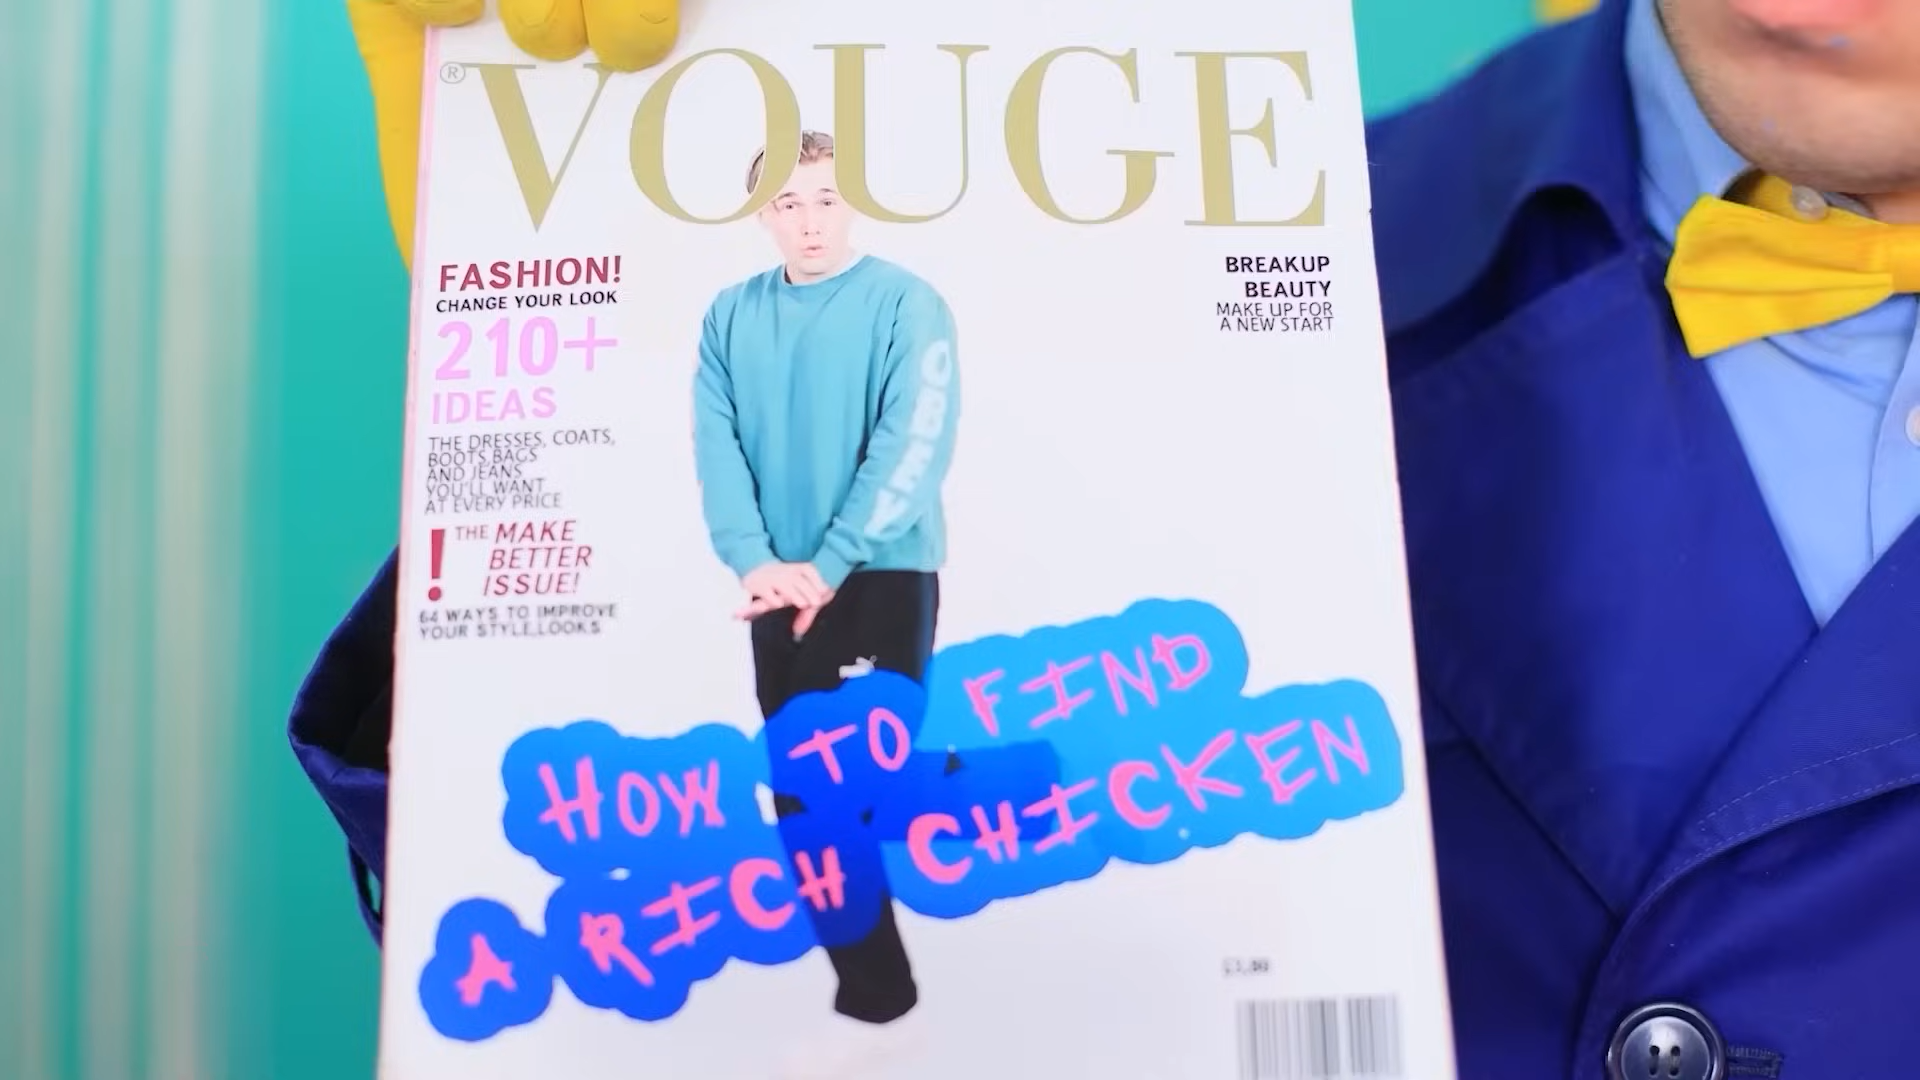 ®
VOUGE
FASHION!
CHANGE YOUR LOOK
210+
IDEAS
THE DRESSES, COATS,
BOOTS,BAGS
AND JEANS
YOU'LL WANT
AT EVERY PRICE
! THE MAKE
BETTER
ISSUE!
64 WAYS TO IMPROVE
YOUR STYLE,LOOKS
BREAKUP
BEAUTY
MAKE UP FOR
A NEW START
HOW TO FIND
A RICH CHICKEN